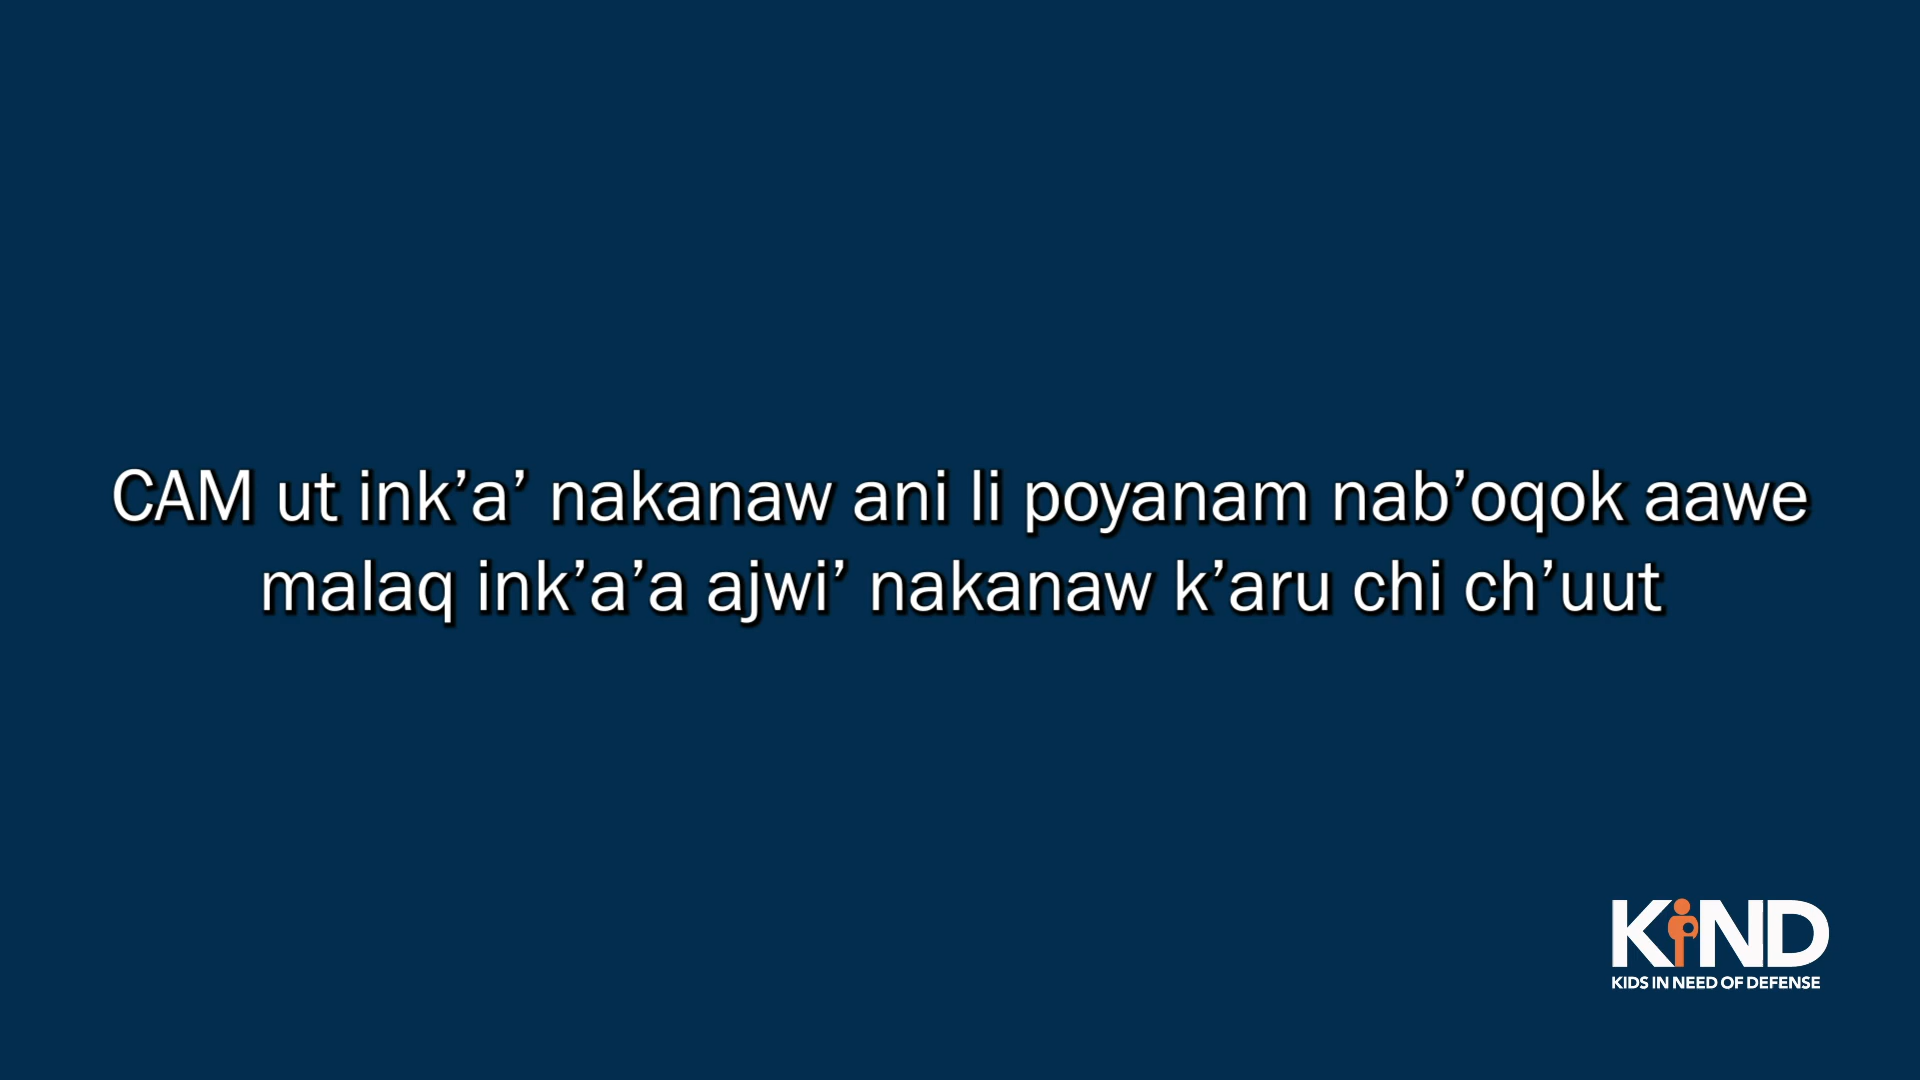 CAM ut ink’a’ nakanaw ani li poyanam nab’oqok aawe
malaq ink’a’a ajwi’ nakanaw k’aru chi ch’uut
KIND
KIDS IN NEED OF DEFENSE